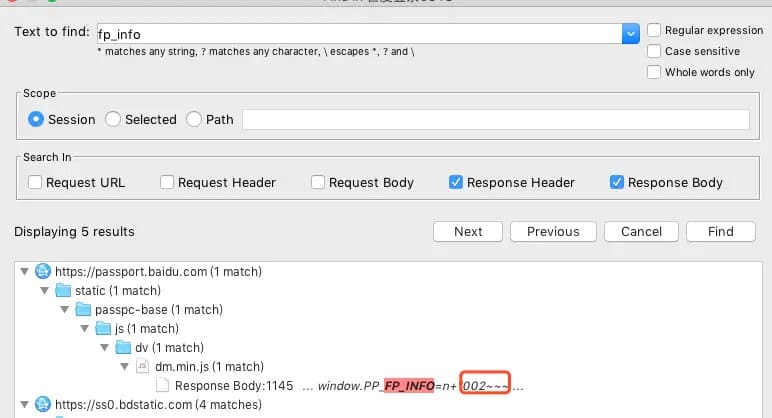 Text to find: fp_info
* matches any string, ? matches any character, \ escapes *, ? and \
Regular expression
Case sensitive
Whole words only
Scope
Session Selected Path
Search In
Request URL Request Header Request Body Response Header Response Body
Displaying 5 results
Next Previous Cancel Find
https://passport.baidu.com (1 match)
static (1 match)
passpc-base (1 match)
js (1 match)
dv (1 match)
JS dm.min.js (1 match)
Response Body:1145 ... window.PP_FP_INFO=n+"002~~~...
https://ss0.bdstatic.com (4 matches)